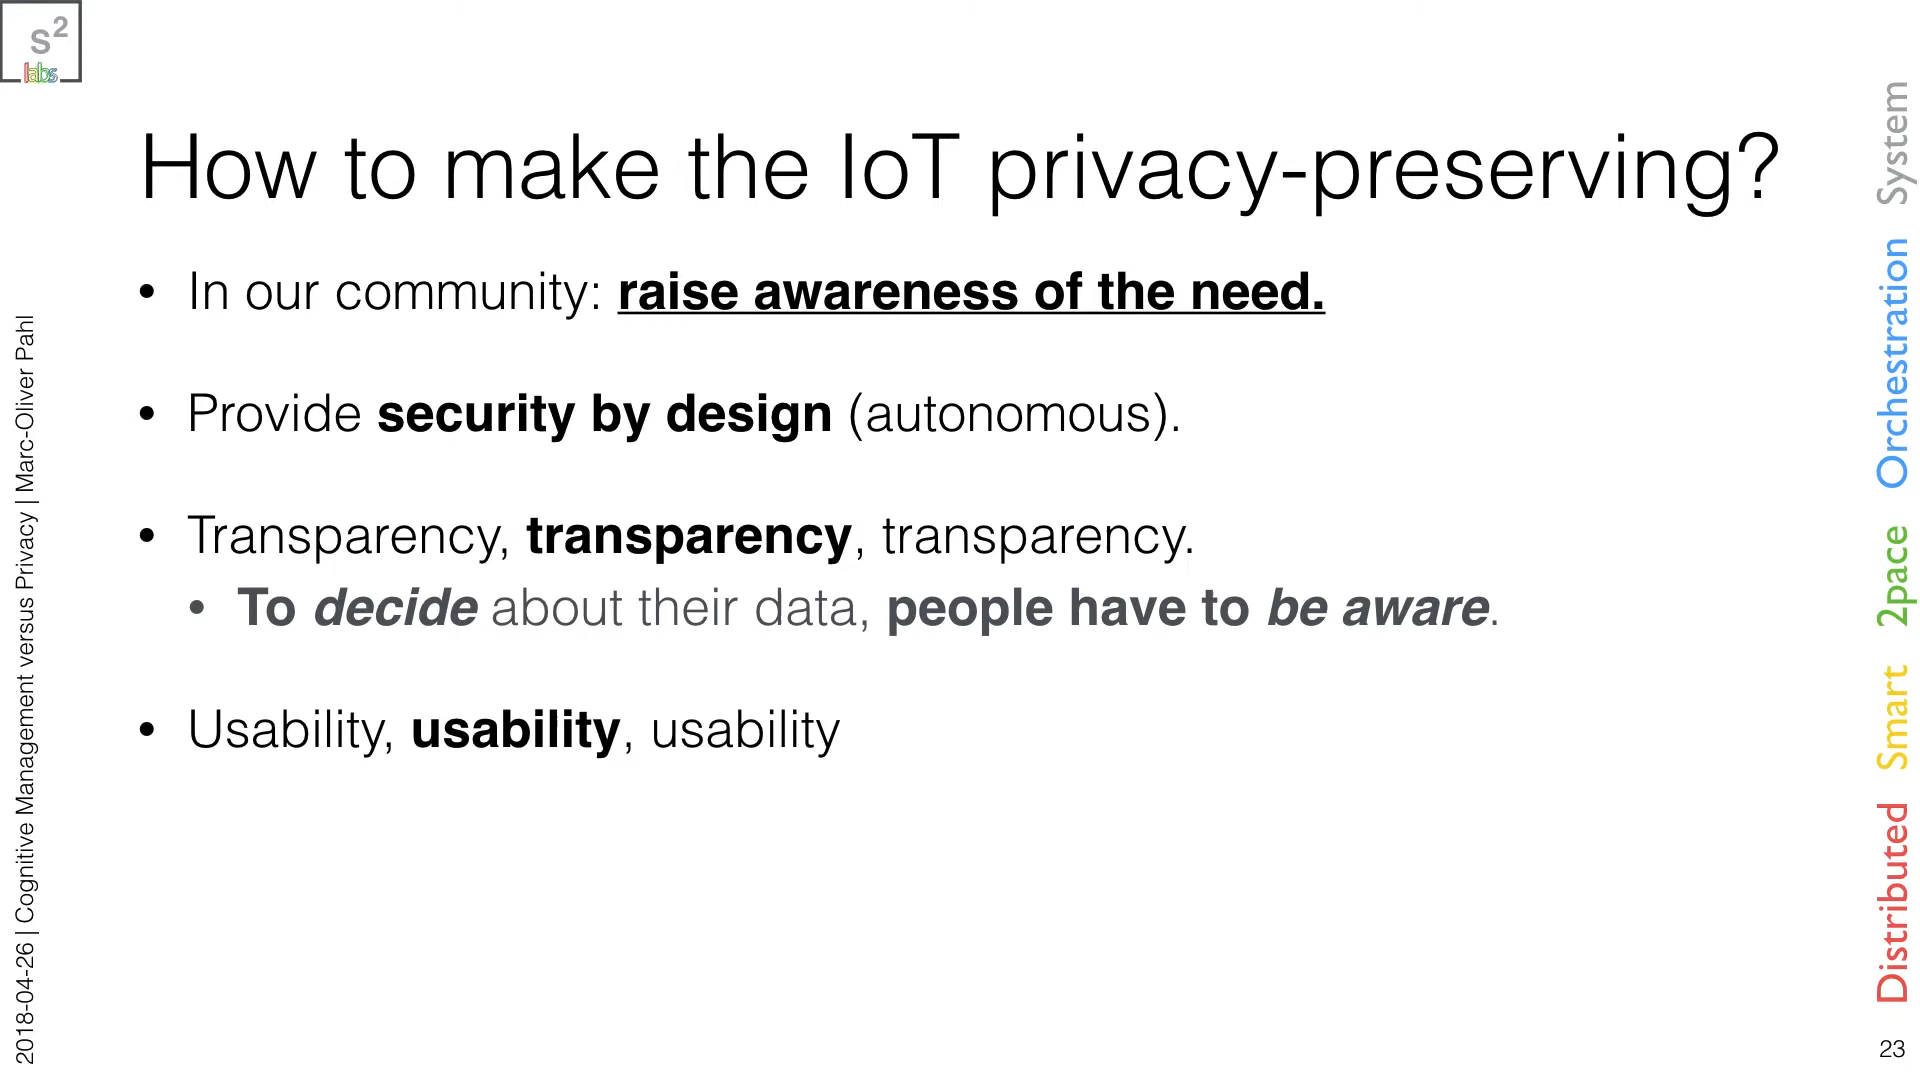 s²
labs
How to make the IoT privacy-preserving?
• In our community: raise awareness of the need.
• Provide security by design (autonomous).
• Transparency, transparency, transparency.
• To decide about their data, people have to be aware.
• Usability, usability, usability
2018-04-26 | Cognitive Management versus Privacy | Marc-Oliver Pahl
Distributed Smart 2pace Orchestration System
23